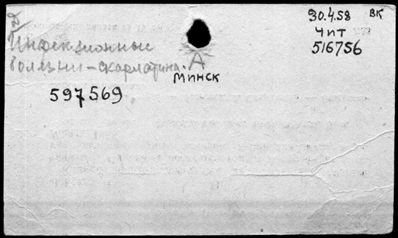 30.4.58 ВК
Чит
516756
Инфекционные
болезни - скарлатина.
А
Минск
597569